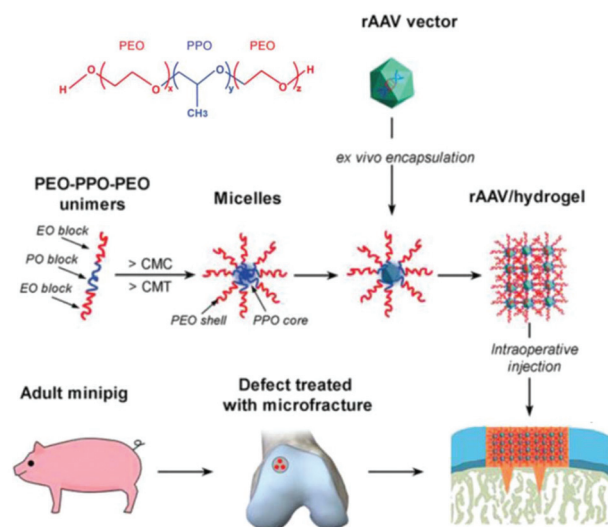 rAAV vector
PEO PPO PEO
H O O x O y O z H
CH3
ex vivo encapsulation
PEO-PPO-PEO
unimers
Micelles
rAAV/hydrogel
EO block
PO block
EO block
> CMC
> CMT
PEO shell
PPO core
Intraoperative
injection
Adult minipig
Defect treated
with microfracture